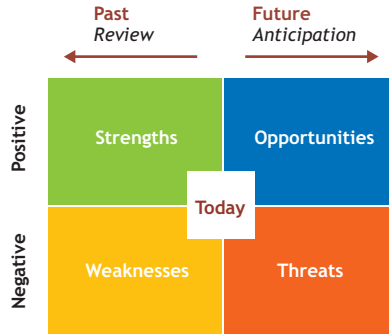 Past
Review
Future
Anticipation
Positive
Strengths
Opportunities
Today
Negative
Weaknesses
Threats